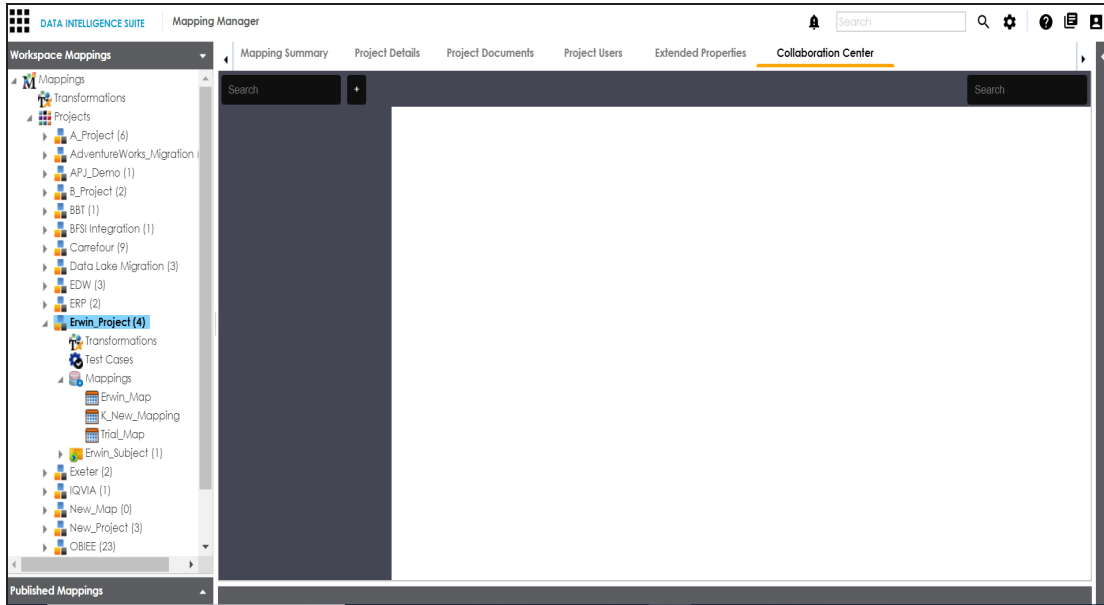 DATA INTELLIGENCE SUITE Mapping Manager Search
Workspace Mappings
Mapping Summary Project Details Project Documents Project Users Extended Properties Collaboration Center
Mappings
Transformations
Projects
A_Project (6)
AdventureWorks_Migration (
APJ_Demo (1)
B_Project (2)
BBT (1)
BFSI Integration (1)
Carrefour (9)
Data Lake Migration (3)
EDW (3)
ERP (2)
Erwin_Project (4)
Transformations
Test Cases
Mappings
Erwin_Map
K_New_Mapping
Trial_Map
Erwin_Subject (1)
Exeter (2)
IQVIA (1)
New_Map (0)
New_Project (3)
OBIEE (23)
Published Mappings
Search + Search